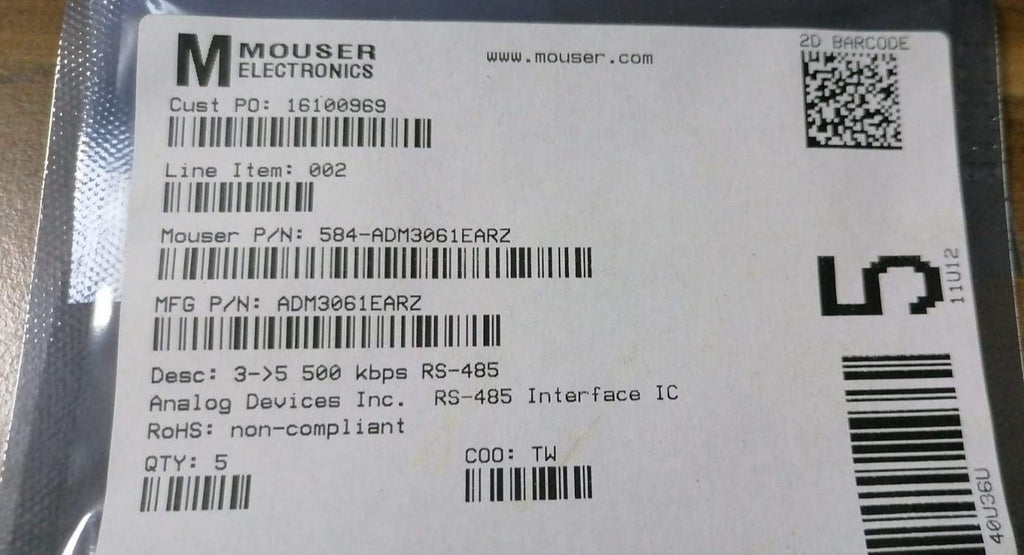 MOUSER
ELECTRONICS
www.mouser.com
2D BARCODE
Cust PO: 16100969
Line Item: 002
Mouser P/N: 584-ADM3061EARZ
MFG P/N: ADM3061EARZ
Desc: 3->5 500 kbps RS-485
Analog Devices Inc. RS-485 Interface IC
RoHS: non-compliant
QTY: 5
COO: TW
5
11U12
40U36U